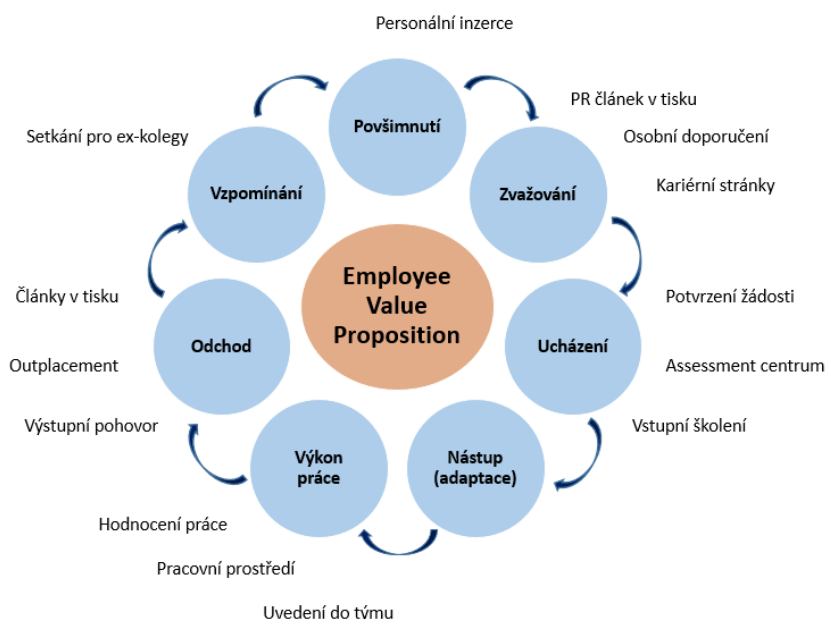 Personální inzerce
PR článek v tisku
Osobní doporučení
Kariérní stránky
Potvrzení žádosti
Assessment centrum
Vstupní školení
Uvedení do týmu
Pracovní prostředí
Hodnocení práce
Výstupní pohovor
Outplacement
Články v tisku
Setkání pro ex-kolegy
Povšimnutí
Zvažování
Ucházení
Nástup
(adaptace)
Výkon
práce
Odchod
Vzpomínání
Employee
Value
Proposition